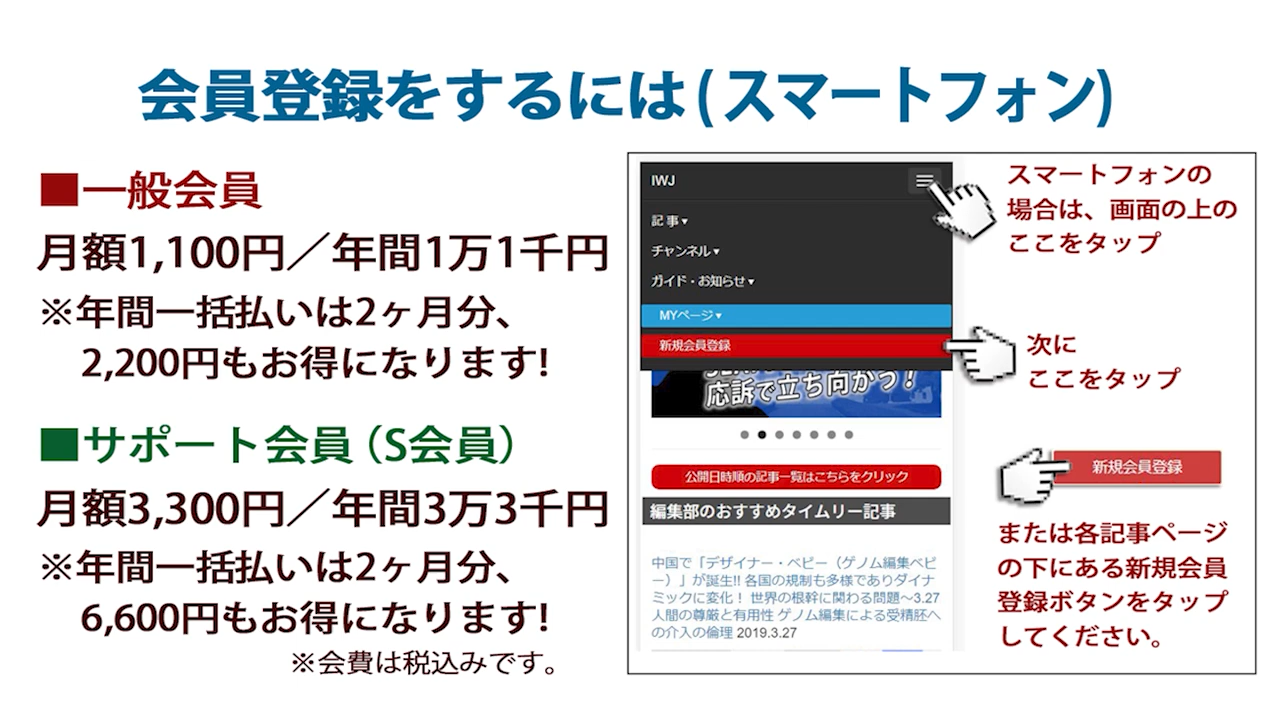 会員登録をするには(スマートフォン)
■一般会員
月額1,100円／年間1万1千円
※年間一括払いは2ヶ月分、
2,200円もお得になります!
■サポート会員（S会員）
月額3,300円／年間3万3千円
※年間一括払いは2ヶ月分、
6,600円もお得になります!
※会費は税込みです。
IWJ
記事▾
チャンネル▾
ガイド・お知らせ▾
MYページ▾
新規会員登録
応訴で立ち向かう！
公開日時順の記事一覧はこちらをクリック
編集部のおすすめタイムリー記事
中国で「デザイナー・ベビー（ゲノム編集ベビ
ー）」が誕生!! 各国の規制も多様でありダイナ
ミックに変化！ 世界の根幹に関わる問題～3.27
人間の尊厳と有用性 ゲノム編集による受精胚へ
の介入の倫理 2019.3.27
スマートフォンの
場合は、画面の上の
ここをタップ
次に
ここをタップ
新規会員登録
または各記事ページ
の下にある新規会員
登録ボタンをタップ
してください。